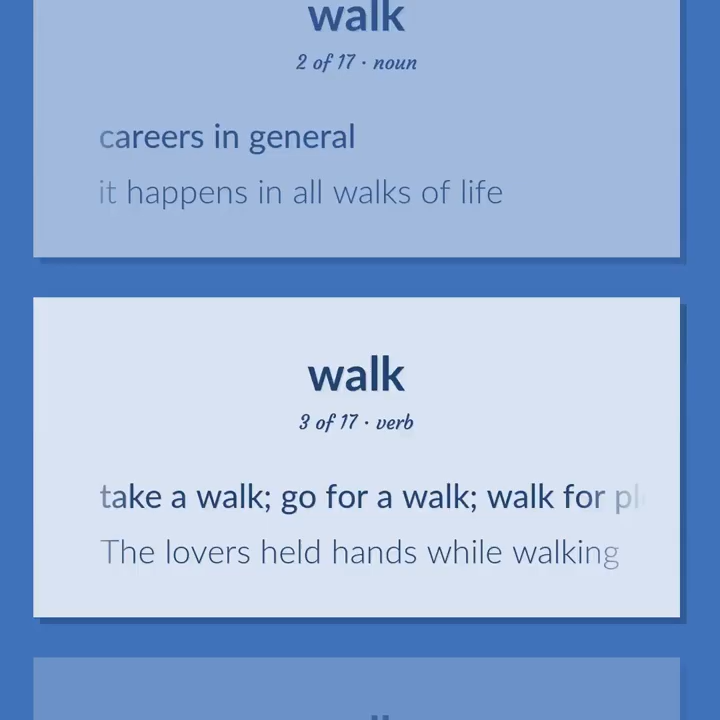 walk
2 of 17 · noun
careers in general
it happens in all walks of life
walk
3 of 17 · verb
take a walk; go for a walk; walk for
The lovers held hands while walking